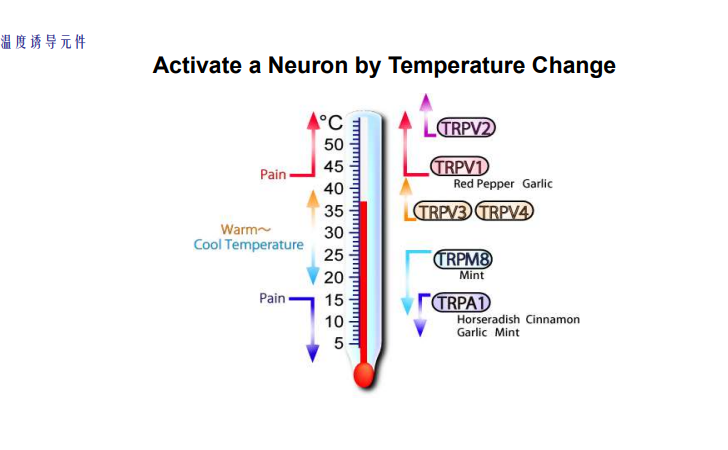 温度诱导元件
Activate a Neuron by Temperature Change
°C
50
45
40
35
30
25
20
15
10
5
Pain
Warm～
Cool Temperature
Pain
TRPV2
TRPV1
Red Pepper Garlic
TRPV3 TRPV4
TRPM8
Mint
TRPA1
Horseradish Cinnamon
Garlic Mint